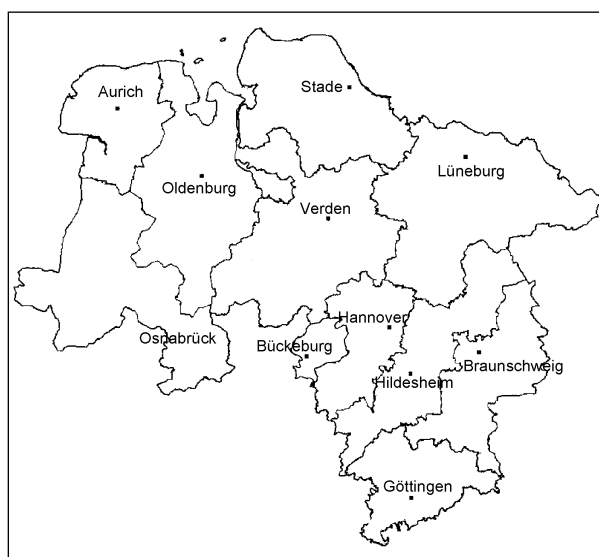 Aurich
Stade
Lüneburg
Oldenburg
Verden
Hannover
Osnabrück
Bückeburg
Braunschweig
Hildesheim
Göttingen